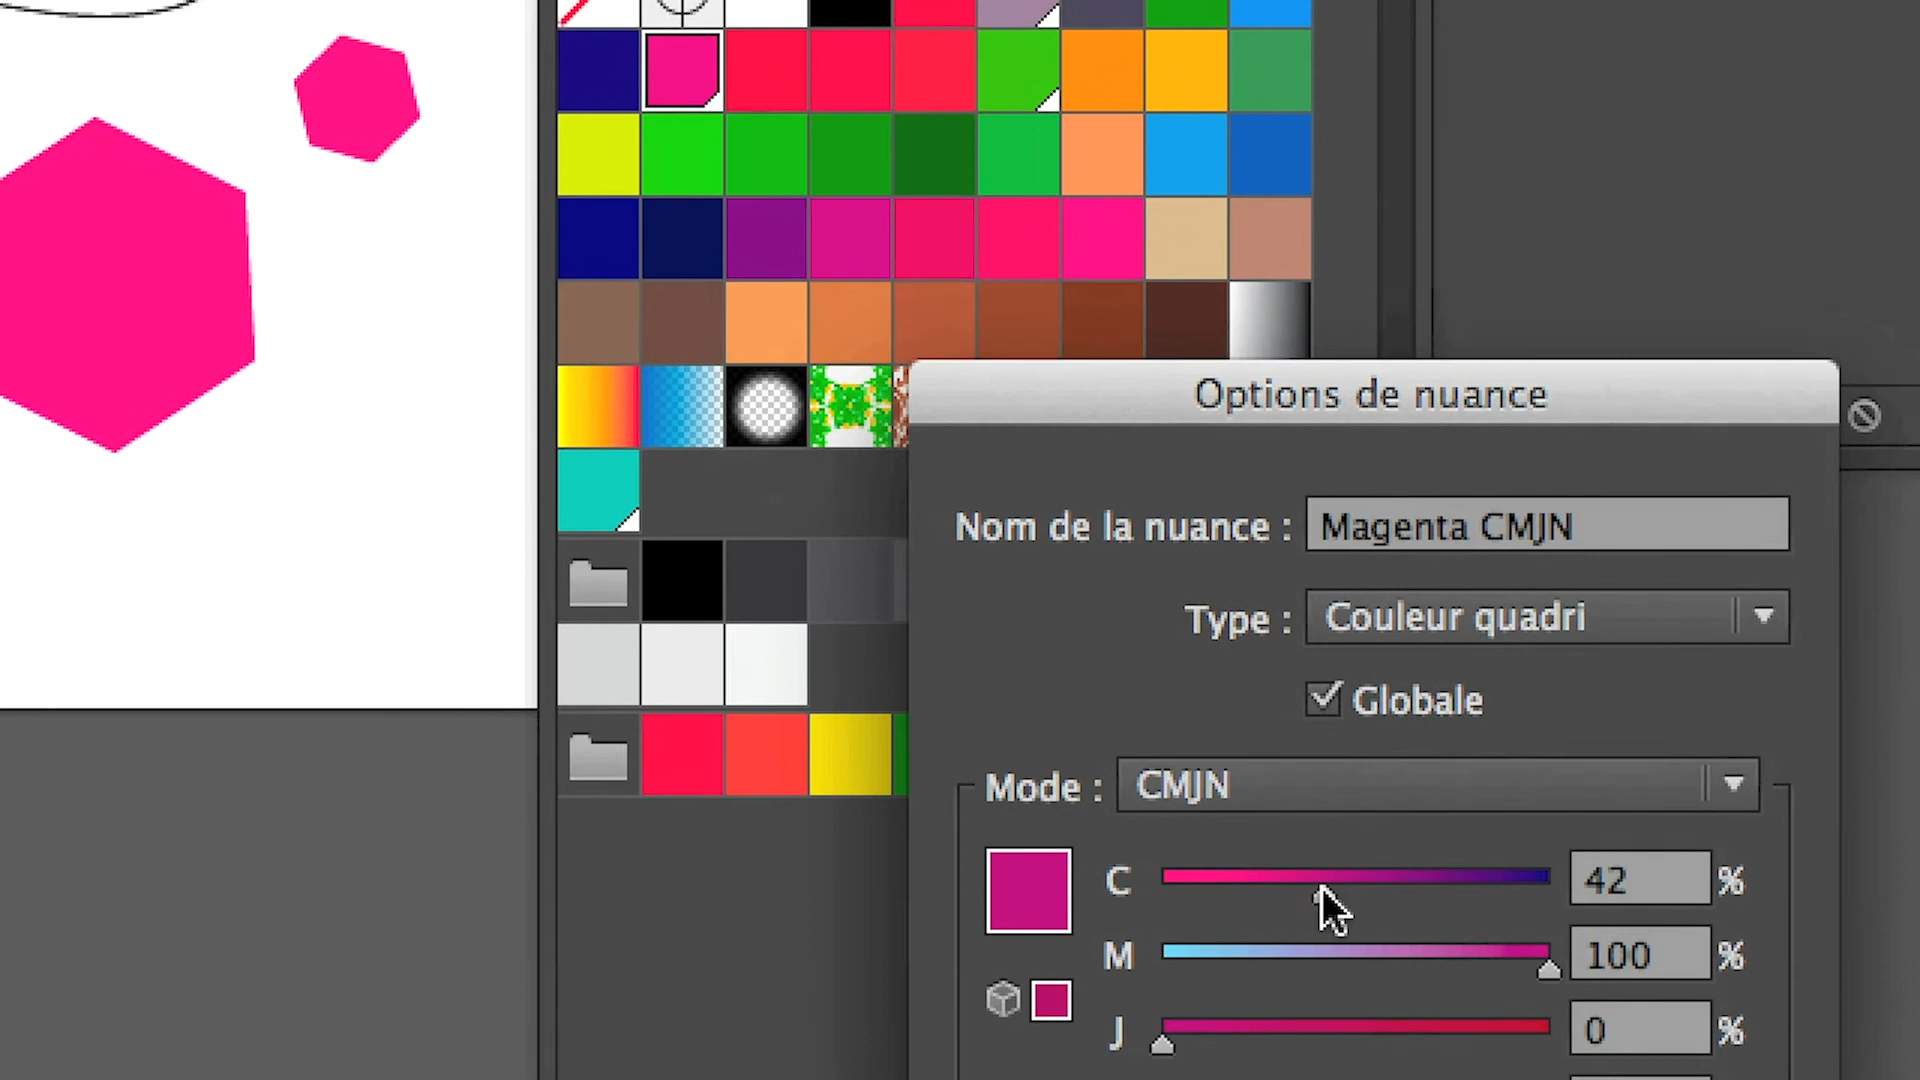 Options de nuance
Nom de la nuance : Magenta CMJN
Type : Couleur quadri
Globale
Mode : CMJN
C 42 %
M 100 %
J 0 %